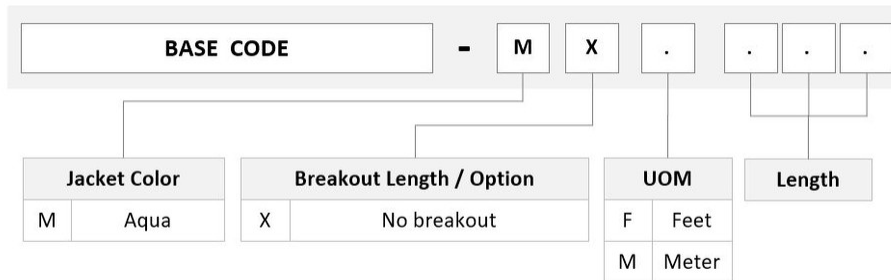 BASE CODE - M X . . . .
Jacket Color Breakout Length / Option UOM Length
M Aqua X No breakout F Feet
M Meter